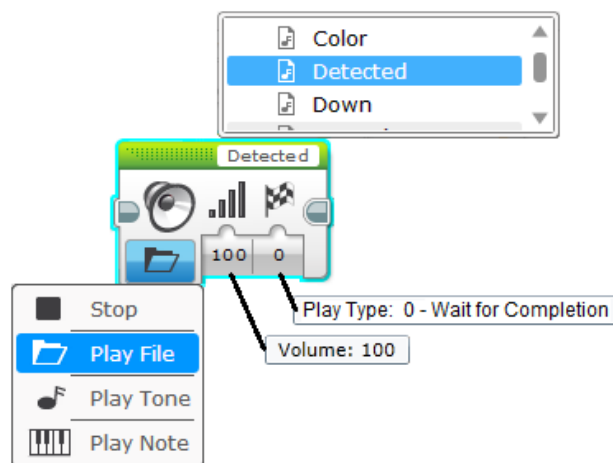 Color
Detected
Down
Detected
100 0
Stop
Play Type: 0 - Wait for Completion
Play File
Volume: 100
Play Tone
Play Note